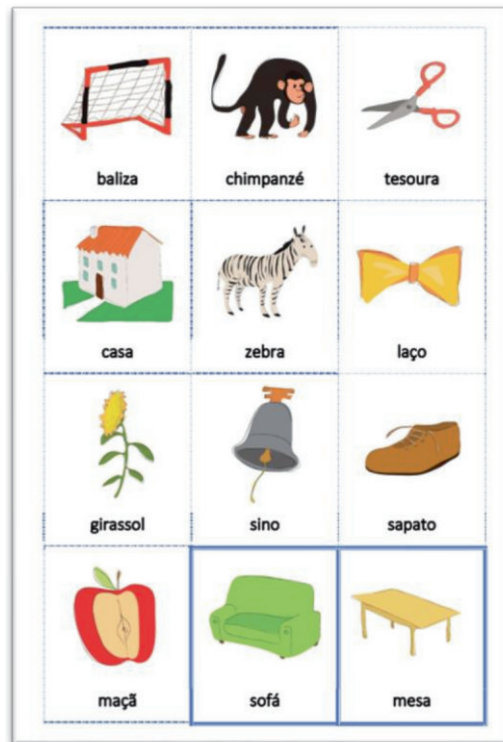 baliza chimpanzé tesoura
casa zebra laço
girassol sino sapato
maçã sofá mesa